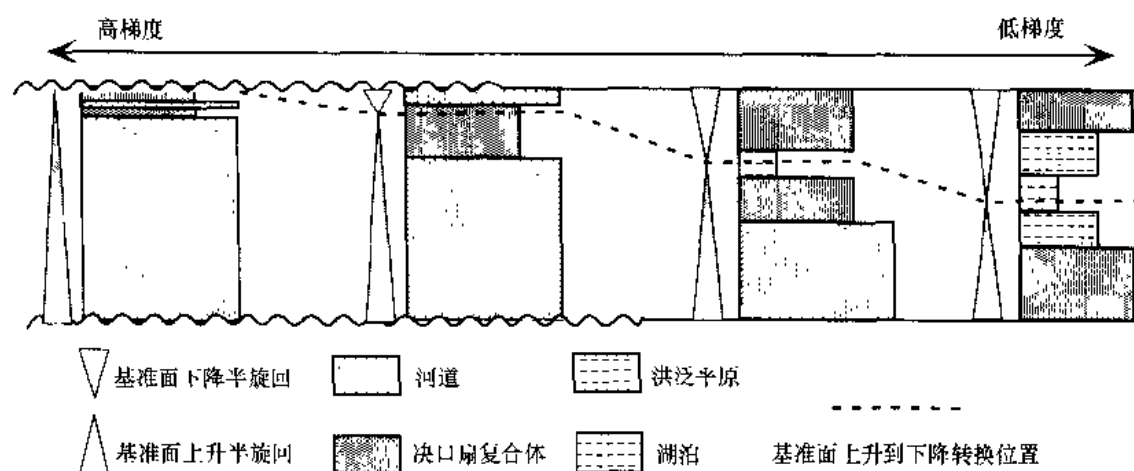 高梯度 低梯度
基准面下降半旋回 河道 洪泛平原
基准面上升半旋回 决口扇复合体 湖泊 基准面上升到下降转换位置